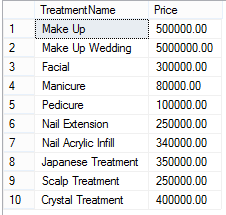 TreatmentName Price
1 Make Up 500000.00
2 Make Up Wedding 5000000.00
3 Facial 300000.00
4 Manicure 80000.00
5 Pedicure 100000.00
6 Nail Extension 250000.00
7 Nail Acrylic Infill 340000.00
8 Japanese Treatment 350000.00
9 Scalp Treatment 250000.00
10 Crystal Treatment 400000.00